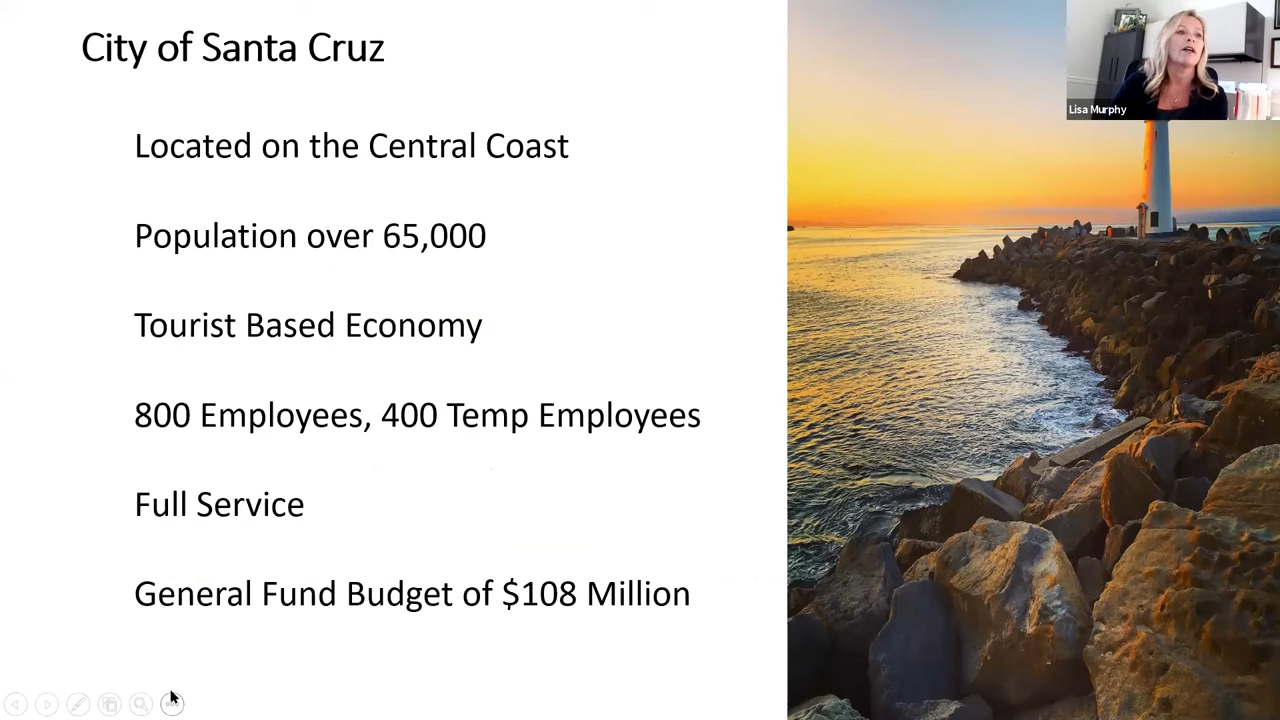 City of Santa Cruz
Located on the Central Coast
Population over 65,000
Tourist Based Economy
800 Employees, 400 Temp Employees
Full Service
General Fund Budget of $108 Million
Lisa Murphy